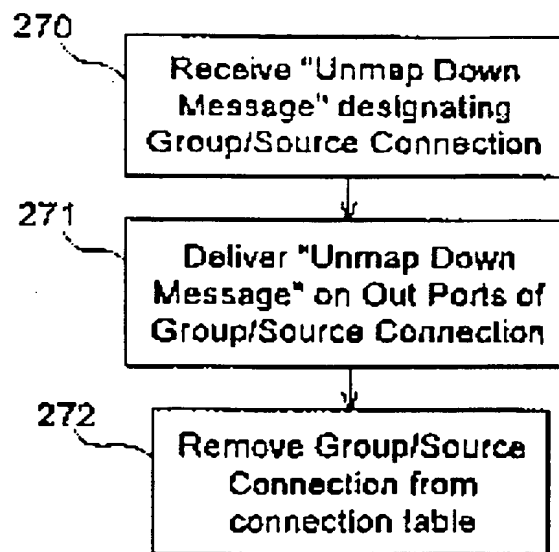 270
Receive "Unmap Down
Message" designating
Group/Source Connection
271
Deliver "Unmap Down
Message" on Out Ports of
Group/Source Connection
272
Remove Group/Source
Connection from
connection table